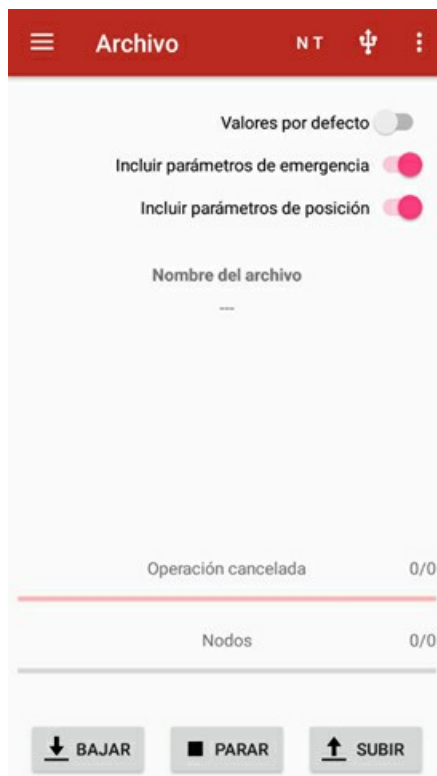 Archivo NT
Valores por defecto
Incluir parámetros de emergencia
Incluir parámetros de posición
Nombre del archivo
---
Operación cancelada 0/0
Nodos 0/0
BAJAR PARAR SUBIR